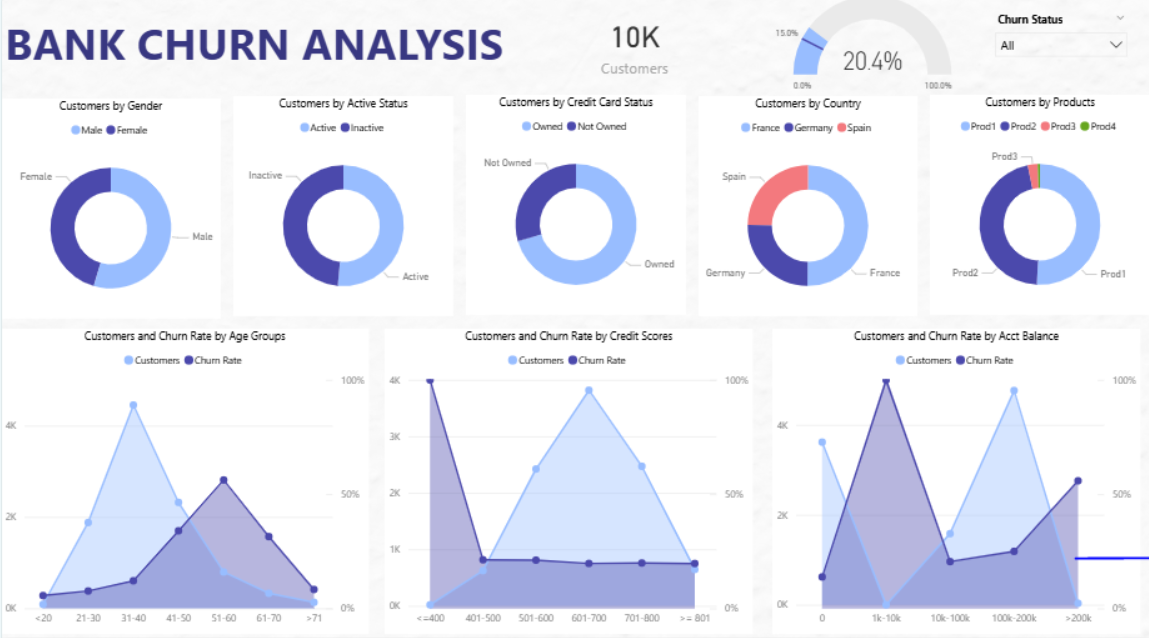 BANK CHURN ANALYSIS
10K
Customers
15.0%
20.4%
0.0%
100.0%
Churn Status
All
Customers by Gender
Male Female
Female
Male
Customers by Active Status
Active Inactive
Inactive
Active
Customers by Credit Card Status
Owned Not Owned
Not Owned
Owned
Customers by Country
France Germany Spain
Spain
Germany
France
Customers by Products
Prod1 Prod2 Prod3 Prod4
Prod3
Prod2
Prod1
Customers and Churn Rate by Age Groups
Customers Churn Rate
100%
4K
50%
2K
0K
0%
<20 21-30 31-40 41-50 51-60 61-70 >71
Customers and Churn Rate by Credit Scores
Customers Churn Rate
4K
100%
3K
2K
50%
1K
0K
0%
<=400 401-500 501-600 601-700 701-800 >= 801
Customers and Churn Rate by Acct Balance
Customers Churn Rate
100%
4K
50%
2K
0K
0%
0 1k-10k 10k-100k 100k-200k >200k